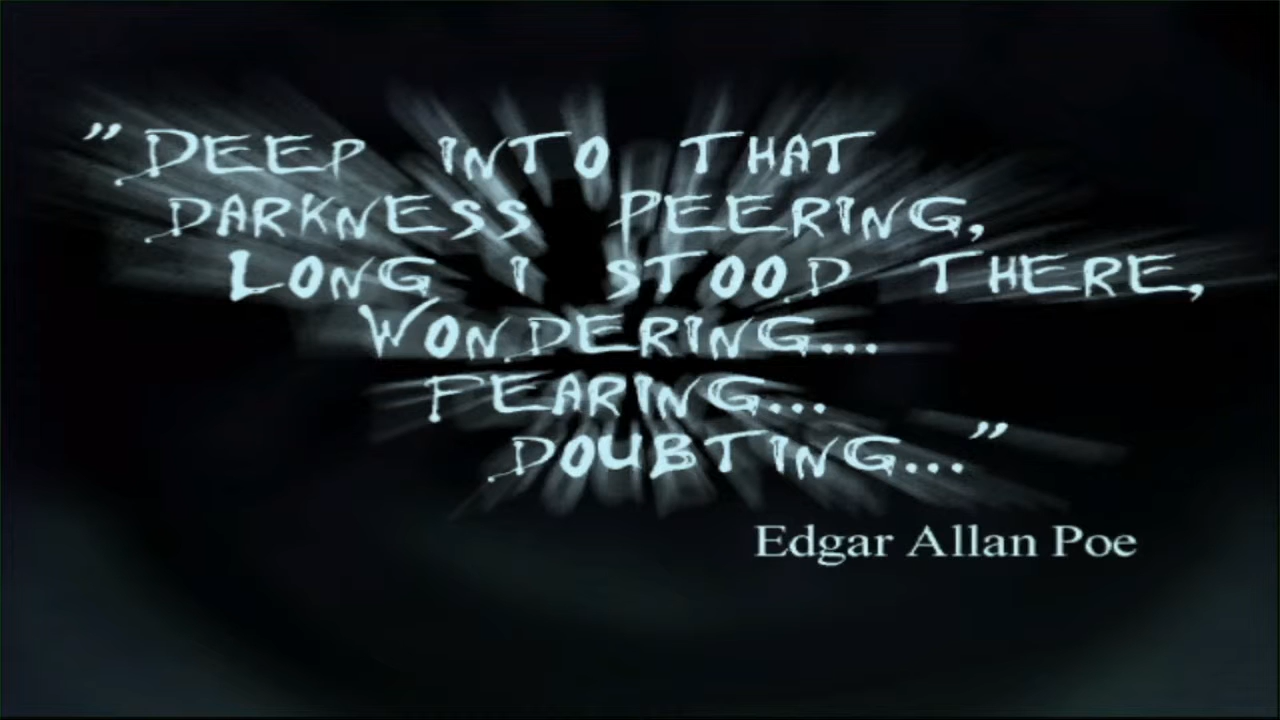 "DEEP INTO THAT
DARKNESS PEERING,
LONG I STOOD THERE,
WONDERING...
FEARING...
DOUBTING..."
Edgar Allan Poe